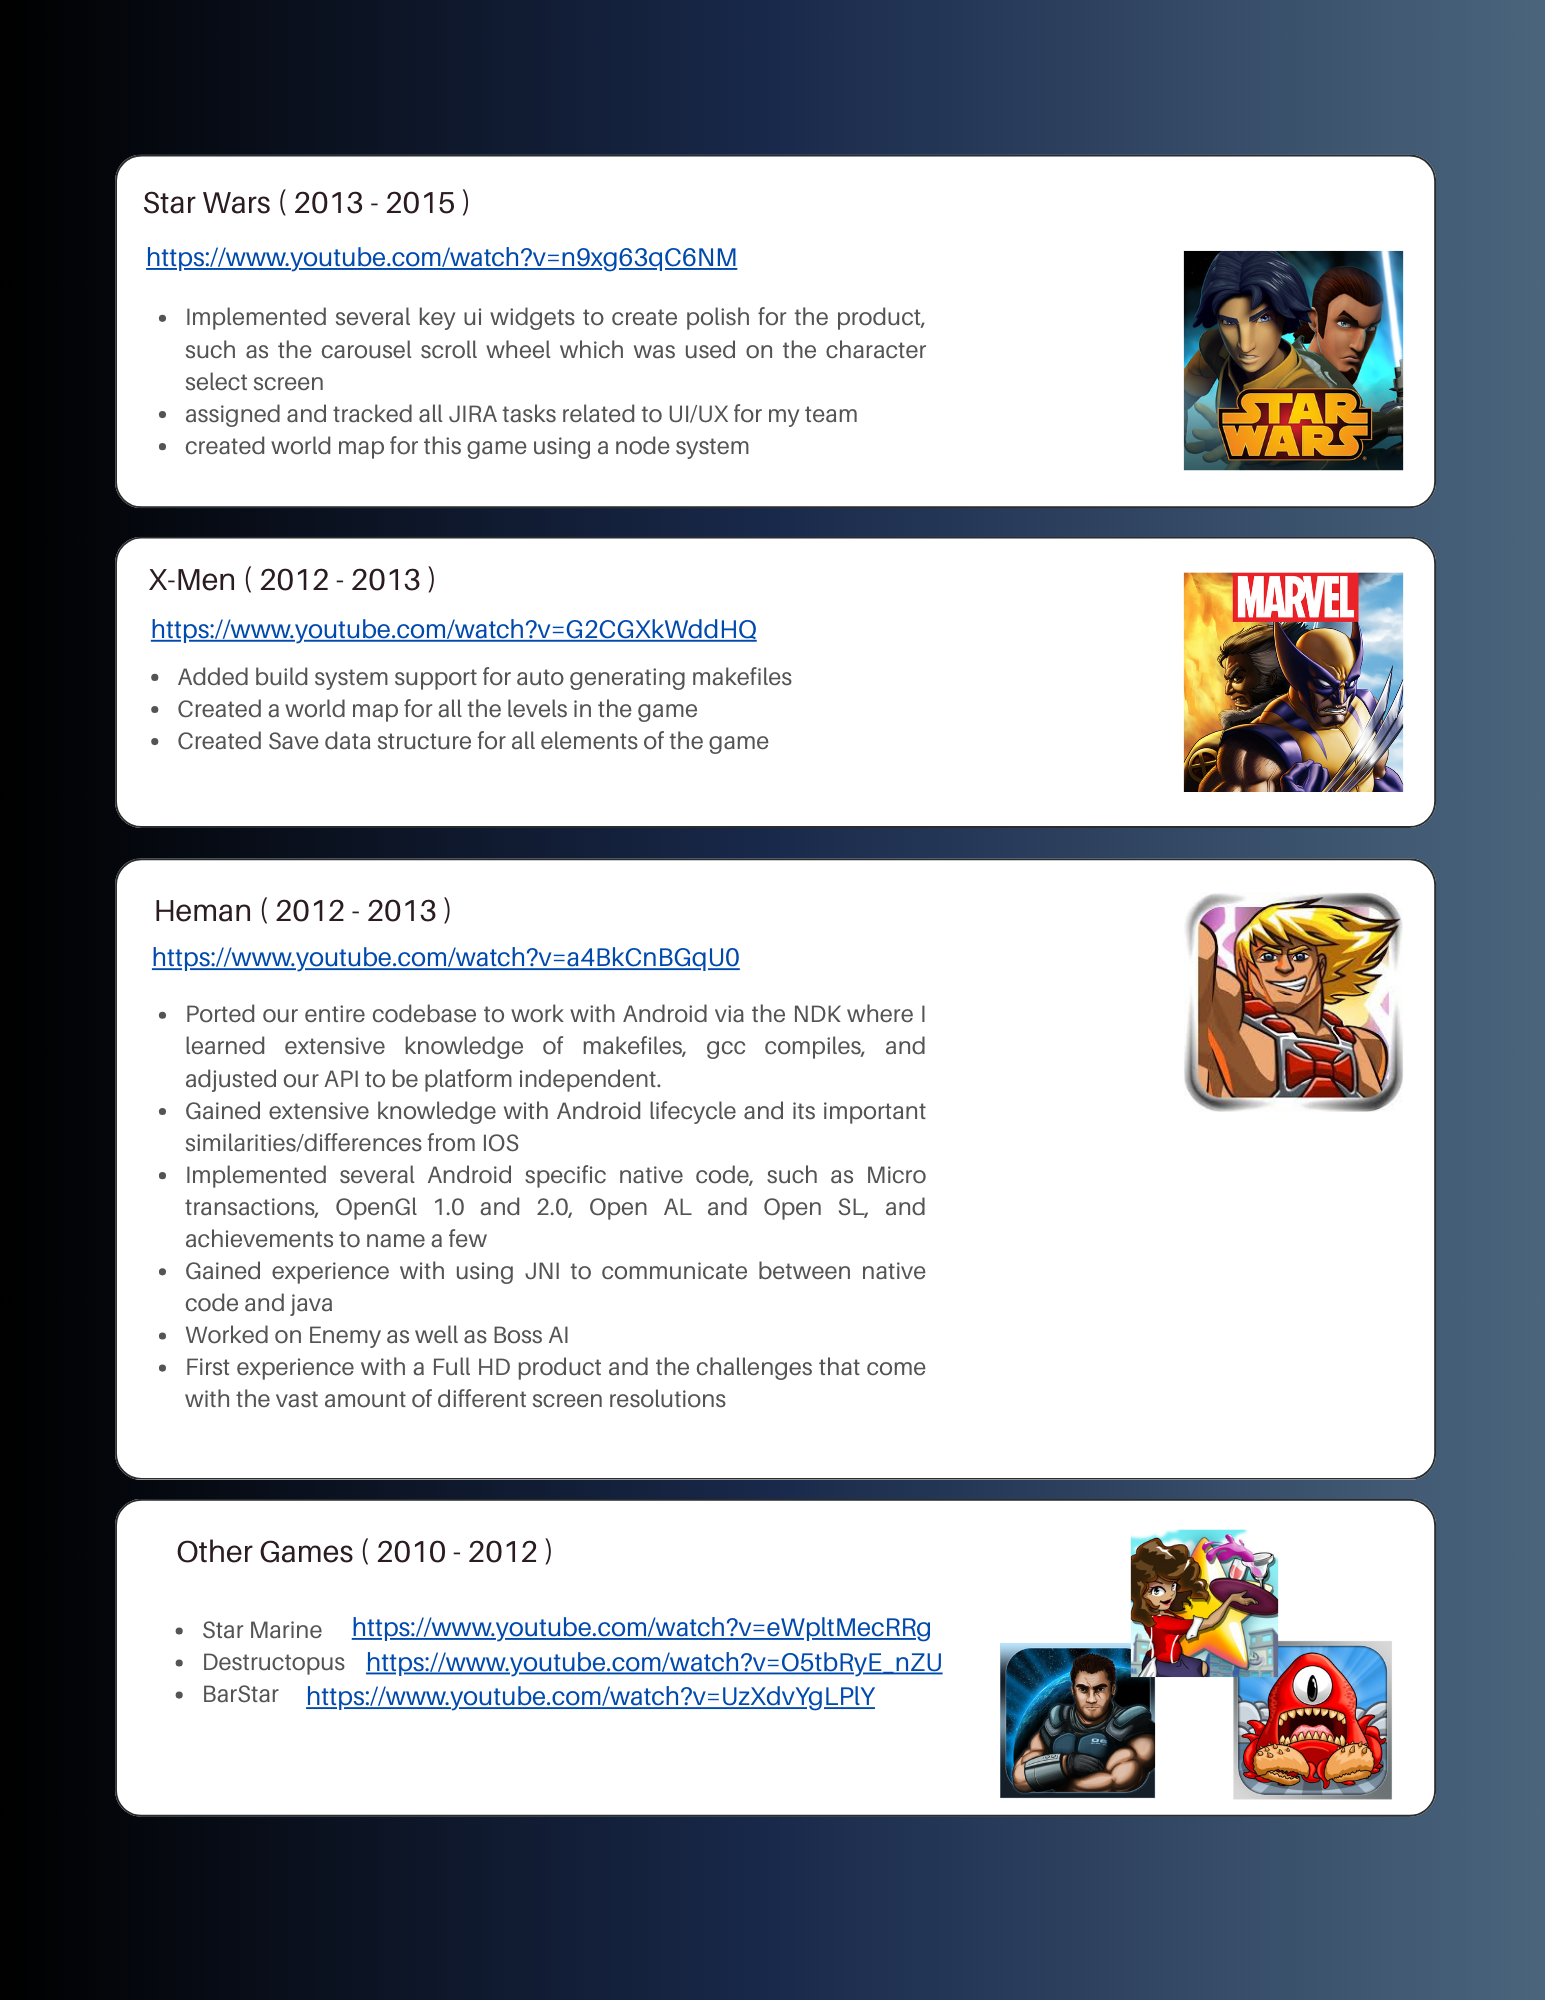 Star Wars ( 2013 - 2015 )
https://www.youtube.com/watch?v=n9xg63qC6NM
• Implemented several key ui widgets to create polish for the product,
such as the carousel scroll wheel which was used on the character
select screen
• assigned and tracked all JIRA tasks related to UI/UX for my team
• created world map for this game using a node system
STAR
WARS
X-Men ( 2012 - 2013 )
https://www.youtube.com/watch?v=G2CGXkWddHQ
• Added build system support for auto generating makefiles
• Created a world map for all the levels in the game
• Created Save data structure for all elements of the game
MARVEL
Heman ( 2012 - 2013 )
https://www.youtube.com/watch?v=a4BkCnBGqU0
• Ported our entire codebase to work with Android via the NDK where I
learned extensive knowledge of makefiles, gcc compiles, and
adjusted our API to be platform independent.
• Gained extensive knowledge with Android lifecycle and its important
similarities/differences from IOS
• Implemented several Android specific native code, such as Micro
transactions, OpenGl 1.0 and 2.0, Open AL and Open SL, and
achievements to name a few
• Gained experience with using JNI to communicate between native
code and java
• Worked on Enemy as well as Boss AI
• First experience with a Full HD product and the challenges that come
with the vast amount of different screen resolutions
Other Games ( 2010 - 2012 )
• Star Marine https://www.youtube.com/watch?v=eWpltMecRRg
• Destructopus https://www.youtube.com/watch?v=O5tbRyE_nZU
• BarStar https://www.youtube.com/watch?v=UzXdvYgLPlY